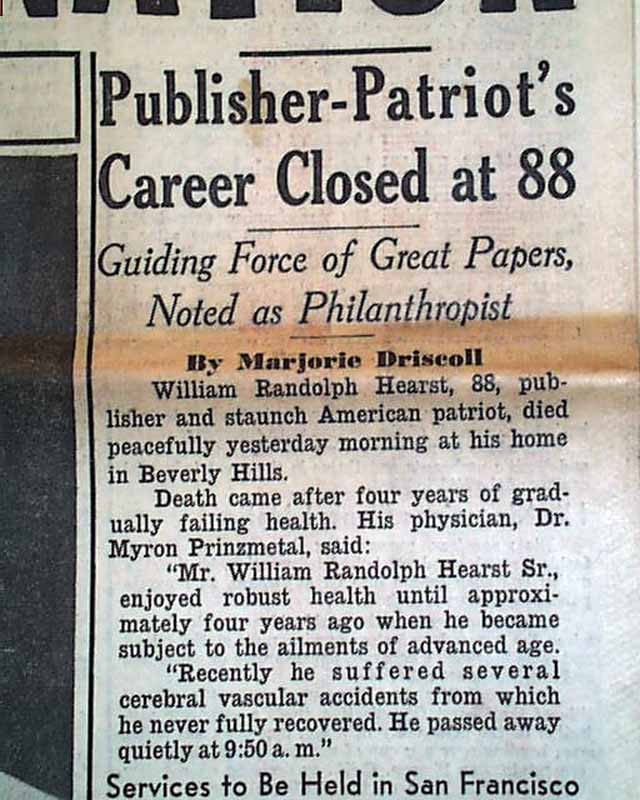 Publisher-Patriot's
Career Closed at 88
Guiding Force of Great Papers,
Noted as Philanthropist
By Marjorie Driscoll
William Randolph Hearst, 88, pub-
lisher and staunch American patriot, died
peacefully yesterday morning at his home
in Beverly Hills.
Death came after four years of grad-
ually failing health. His physician, Dr.
Myron Prinzmetal, said:
"Mr. William Randolph Hearst Sr.,
enjoyed robust health until approxi-
mately four years ago when he became
subject to the ailments of advanced age.
"Recently he suffered several
cerebral vascular accidents from which
he never fully recovered. He passed away
quietly at 9:50 a. m."
Services to Be Held in San Francisco